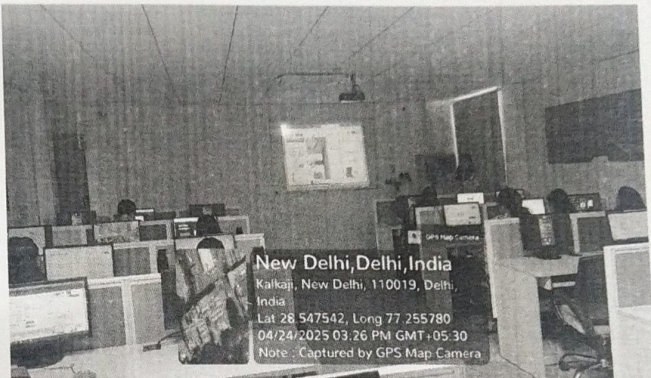 GPS Map Camera
New Delhi,Delhi,India
Kalkaji, New Delhi, 110019, Delhi,
India
Lat 28.547542, Long 77.255780
04/24/2025 03:26 PM GMT+05:30
Note : Captured by GPS Map Camera